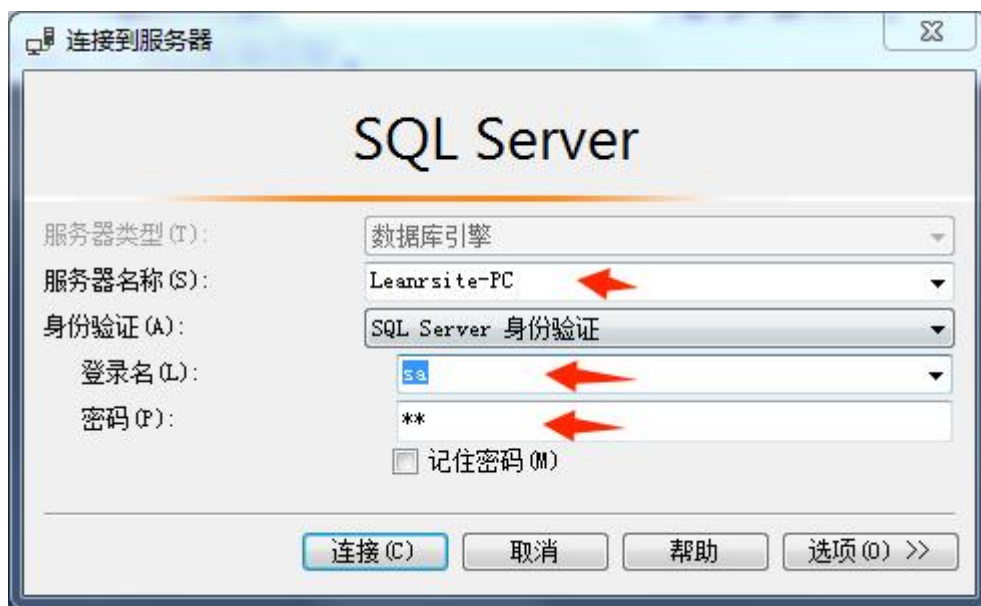 连接到服务器
SQL Server
服务器类型(T): 数据库引擎
服务器名称(S): Leanrsite-PC
身份验证(A): SQL Server 身份验证
登录名(L): sa
密码(P): **
记住密码(M)
连接(C) 取消 帮助 选项(O) >>